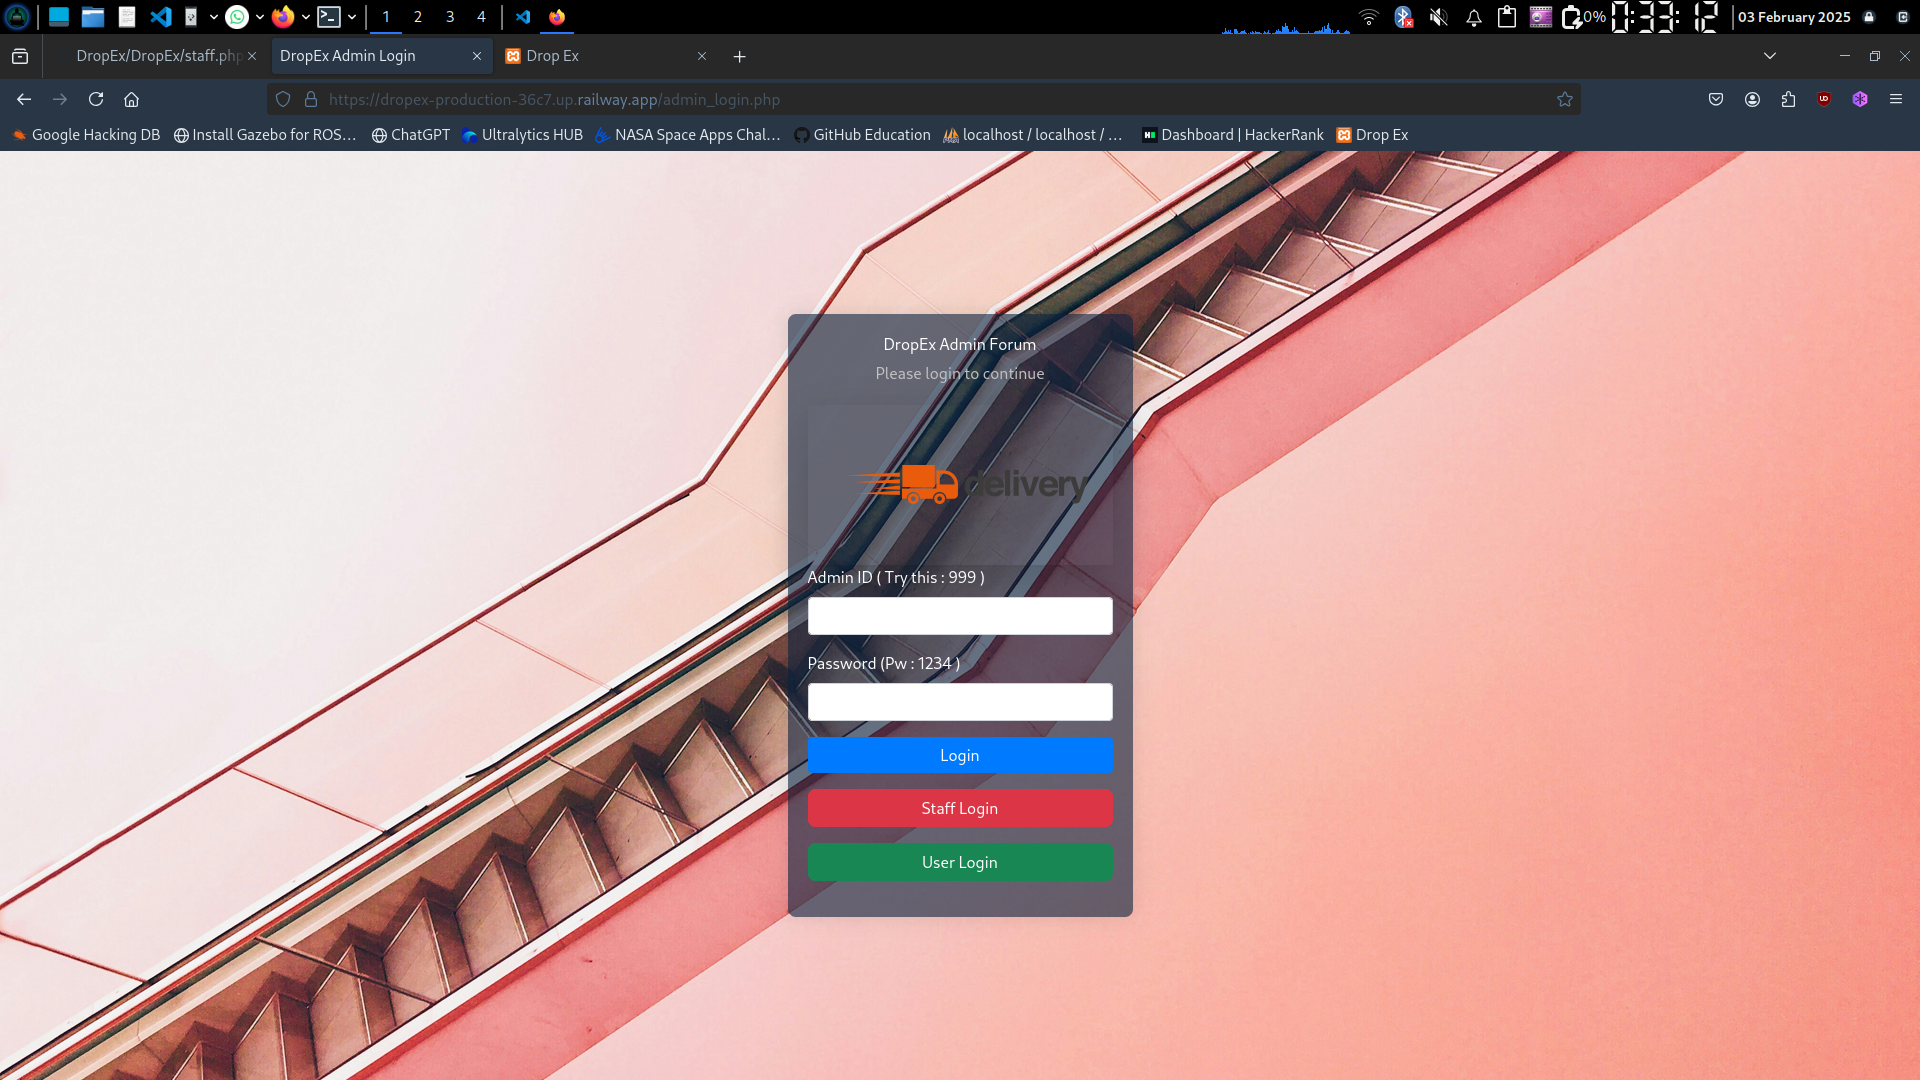 1 2 3 4
0% 0:33: 12 03 February 2025
DropEx/DropEx/staff.php
DropEx Admin Login
Drop Ex
https://dropex-production-36c7.up.railway.app/admin_login.php
Google Hacking DB
Install Gazebo for ROS…
ChatGPT
Ultralytics HUB
NASA Space Apps Chal…
GitHub Education
localhost / localhost / …
Dashboard | HackerRank
Drop Ex
DropEx Admin Forum
Please login to continue
delivery
Admin ID ( Try this : 999 )
Password (Pw : 1234 )
Login
Staff Login
User Login